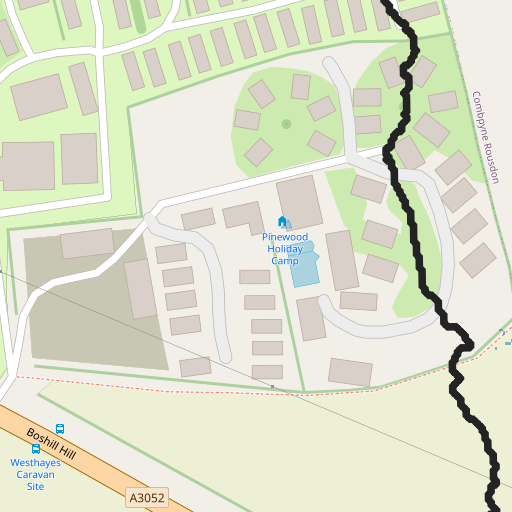 Combpyne Rousdon
Pinewood
Holiday
Camp
Boshill Hill
Westhayes
Caravan
Site
A3052